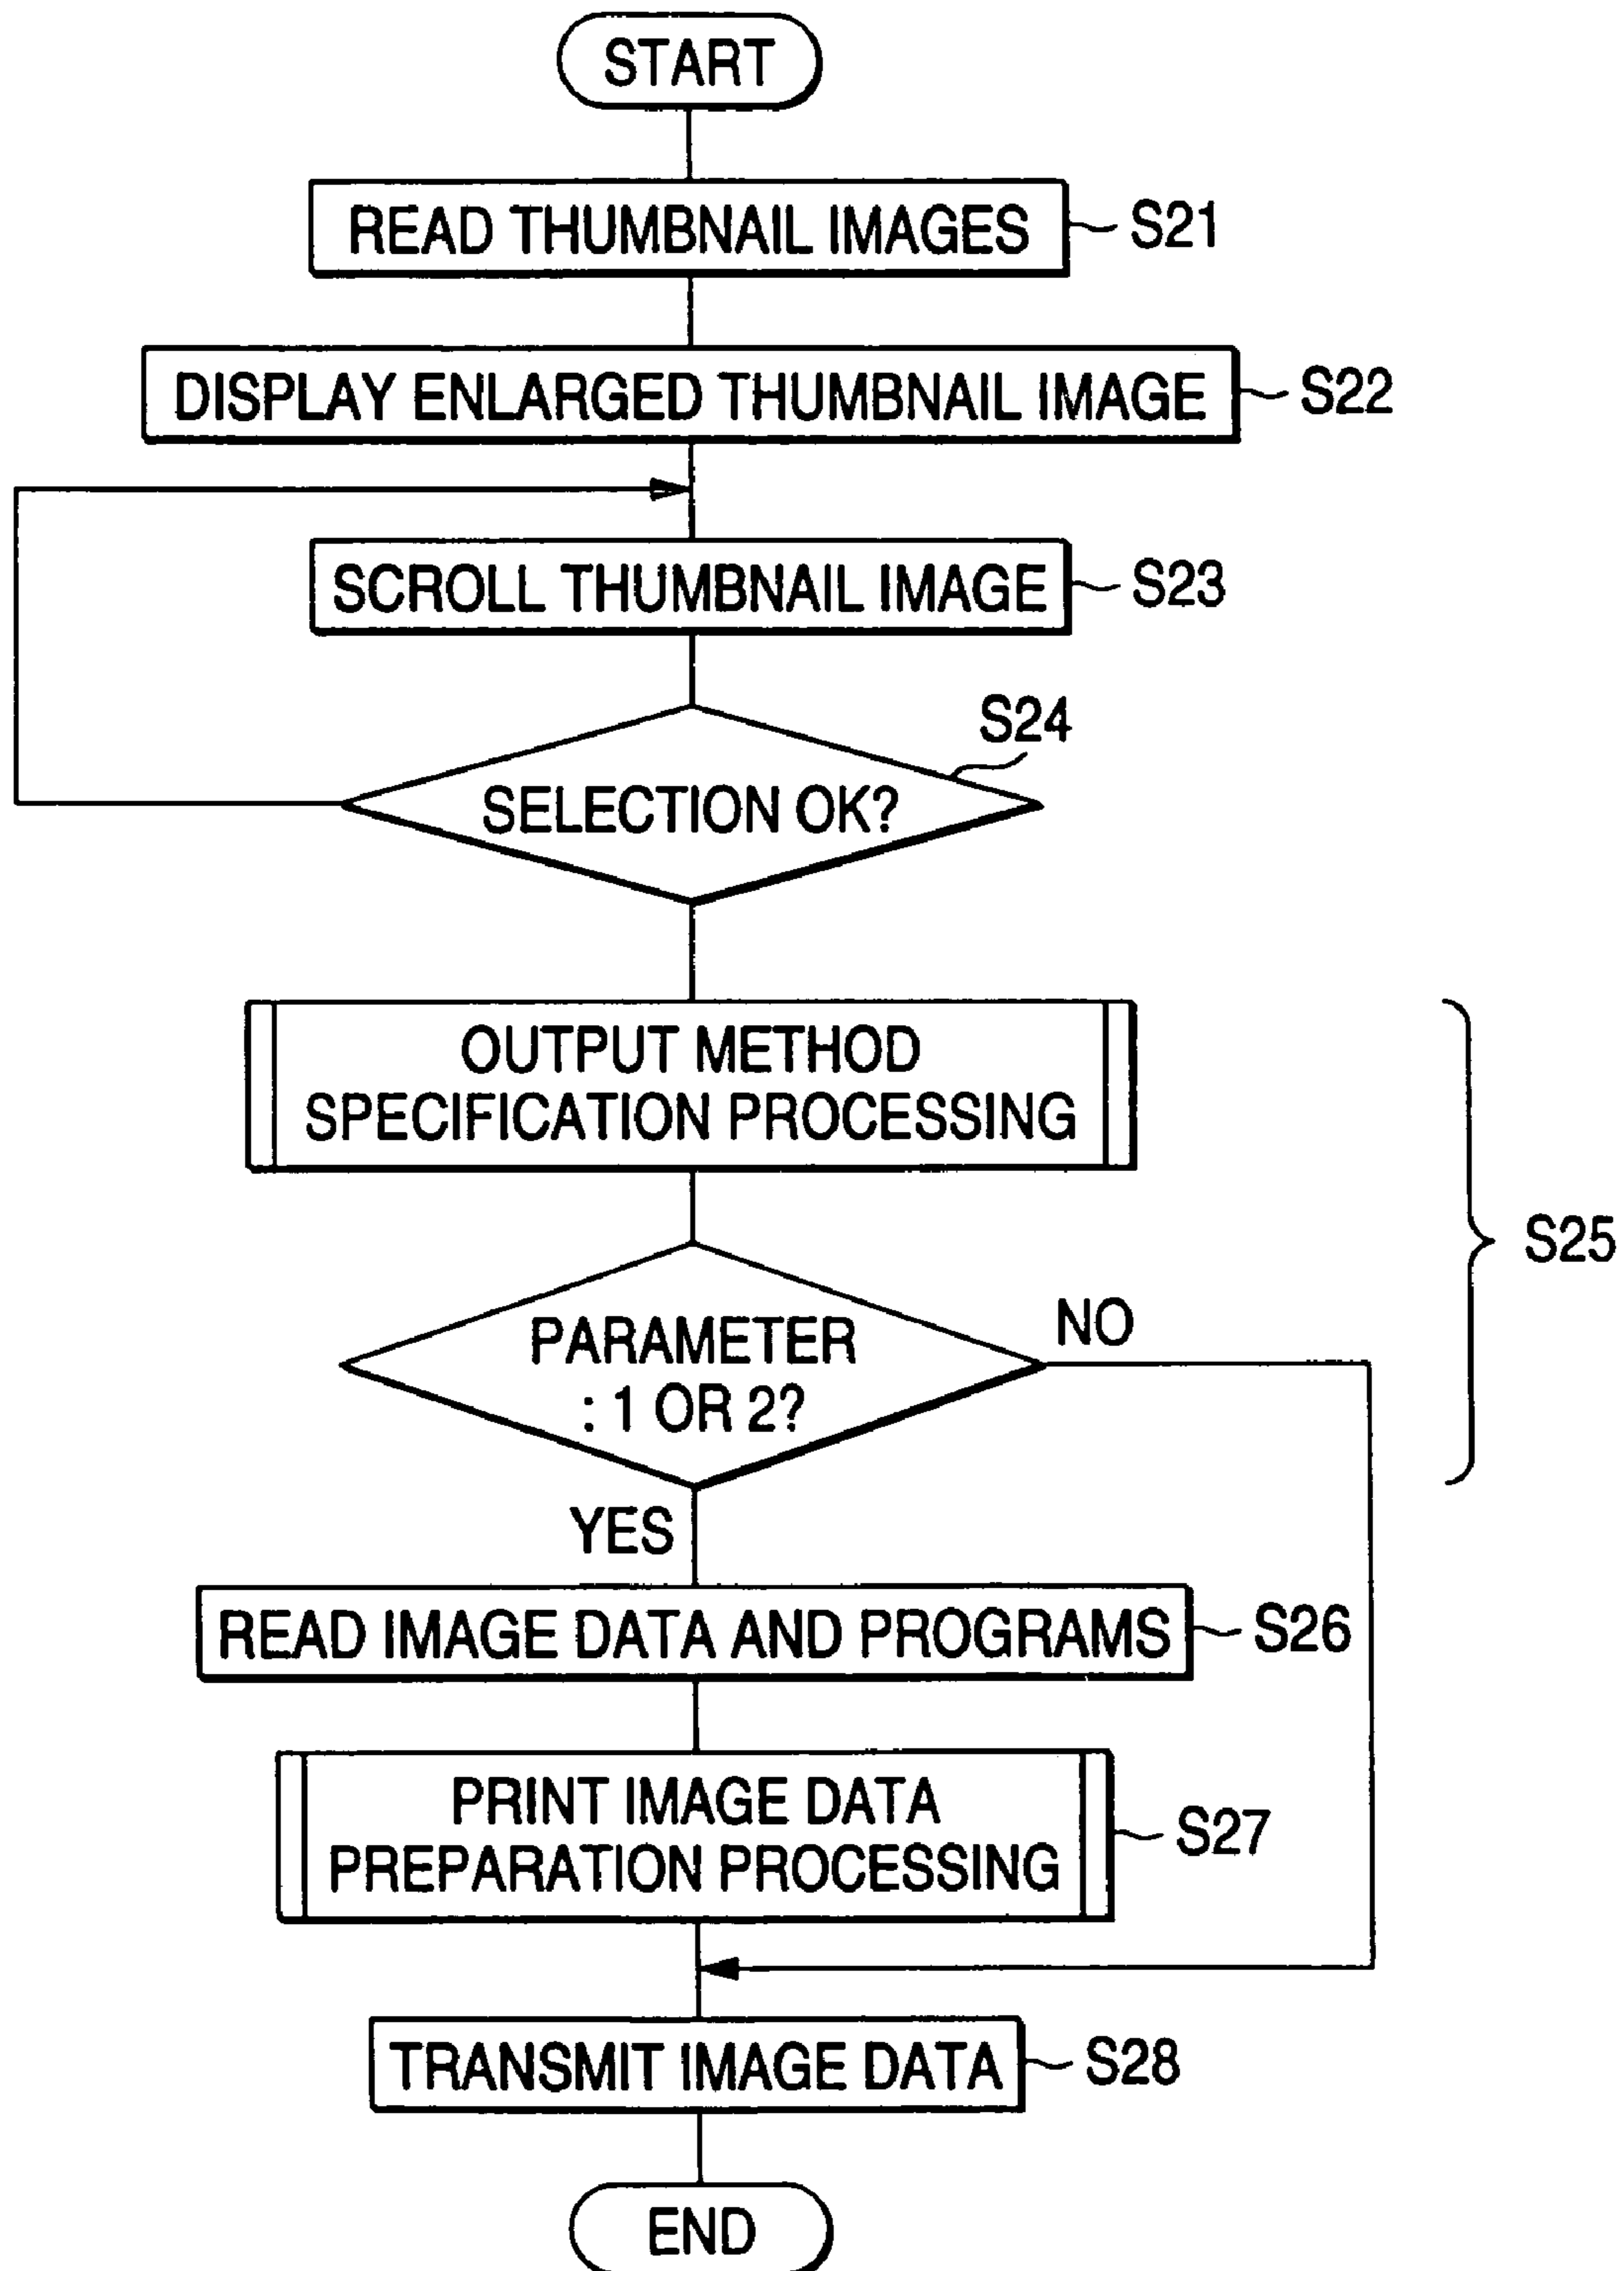 START
READ THUMBNAIL IMAGES
S21
DISPLAY ENLARGED THUMBNAIL IMAGE
S22
SCROLL THUMBNAIL IMAGE
S23
S24
SELECTION OK?
OUTPUT METHOD
SPECIFICATION PROCESSING
S25
PARAMETER
: 1 OR 2?
NO
YES
READ IMAGE DATA AND PROGRAMS
S26
PRINT IMAGE DATA
PREPARATION PROCESSING
S27
TRANSMIT IMAGE DATA
S28
END